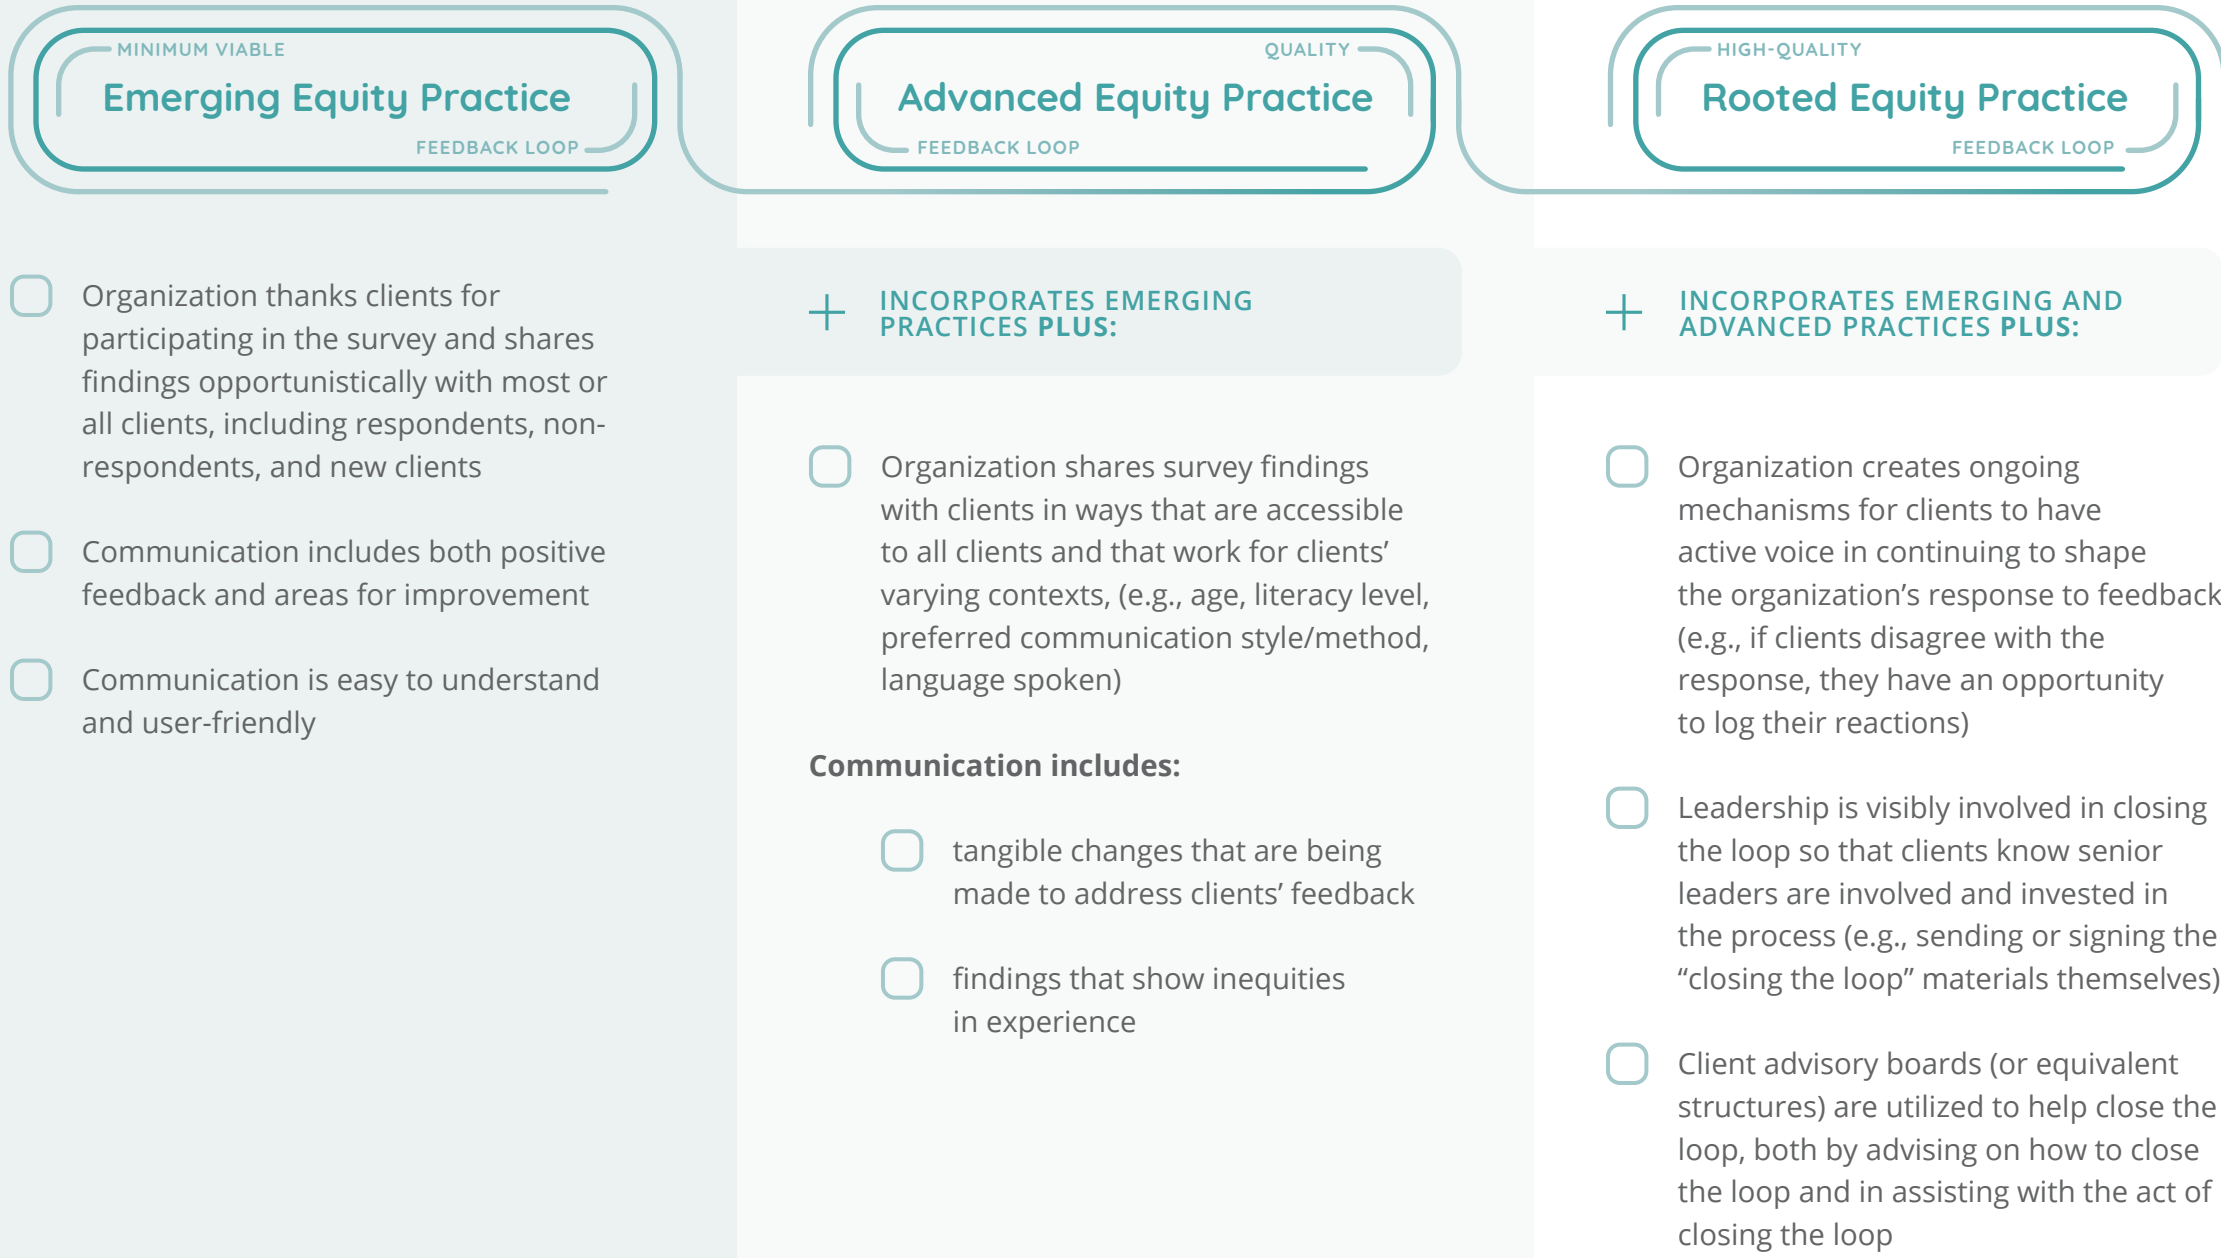 MINIMUM VIABLE
Emerging Equity Practice
FEEDBACK LOOP
Organization thanks clients for
participating in the survey and shares
findings opportunistically with most or
all clients, including respondents, non-
respondents, and new clients
Communication includes both positive
feedback and areas for improvement
Communication is easy to understand
and user-friendly
QUALITY
Advanced Equity Practice
FEEDBACK LOOP
INCORPORATES EMERGING
PRACTICES PLUS:
Organization shares survey findings
with clients in ways that are accessible
to all clients and that work for clients’
varying contexts, (e.g., age, literacy level,
preferred communication style/method,
language spoken)
Communication includes:
tangible changes that are being
made to address clients’ feedback
findings that show inequities
in experience
HIGH-QUALITY
Rooted Equity Practice
FEEDBACK LOOP
INCORPORATES EMERGING AND
ADVANCED PRACTICES PLUS:
Organization creates ongoing
mechanisms for clients to have
active voice in continuing to shape
the organization’s response to feedback
(e.g., if clients disagree with the
response, they have an opportunity
to log their reactions)
Leadership is visibly involved in closing
the loop so that clients know senior
leaders are involved and invested in
the process (e.g., sending or signing the
“closing the loop” materials themselves)
Client advisory boards (or equivalent
structures) are utilized to help close the
loop, both by advising on how to close
the loop and in assisting with the act of
closing the loop